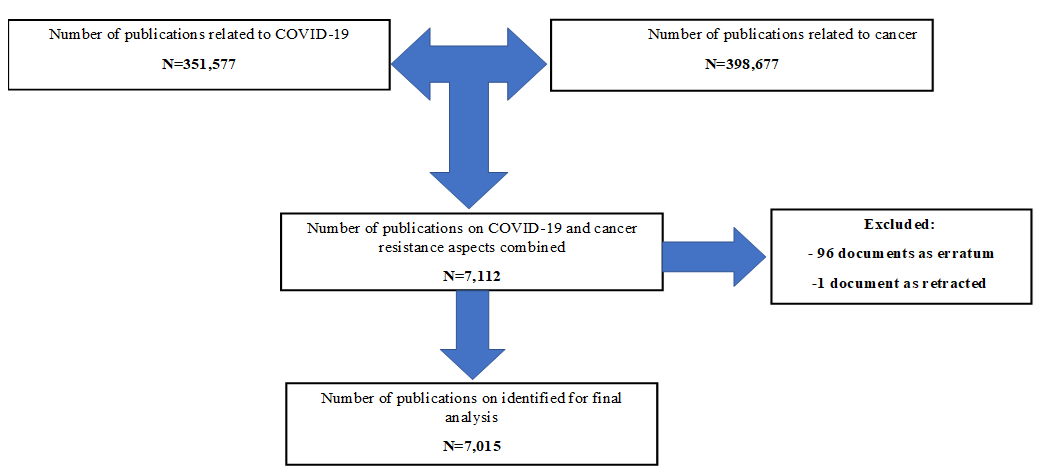 Number of publications related to COVID-19
N=351,577
Number of publications related to cancer
N=398,677
Number of publications on COVID-19 and cancer
resistance aspects combined
N=7,112
Excluded:
- 96 documents as erratum
-1 document as retracted
Number of publications on identified for final
analysis
N=7,015